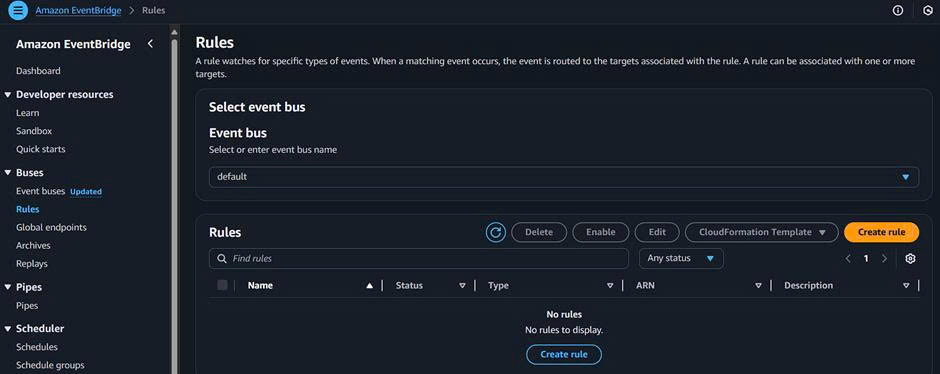 Amazon EventBridge > Rules
Amazon EventBridge
Dashboard
Developer resources
Learn
Sandbox
Quick starts
Buses
Event buses Updated
Rules
Global endpoints
Archives
Replays
Pipes
Pipes
Scheduler
Schedules
Schedule groups
Rules
A rule watches for specific types of events. When a matching event occurs, the event is routed to the targets associated with the rule. A rule can be associated with one or more
targets.
Select event bus
Event bus
Select or enter event bus name
default
Rules Delete Enable Edit CloudFormation Template Create rule
Find rules Any status 1
Name Status Type ARN Description
No rules
No rules to display.
Create rule